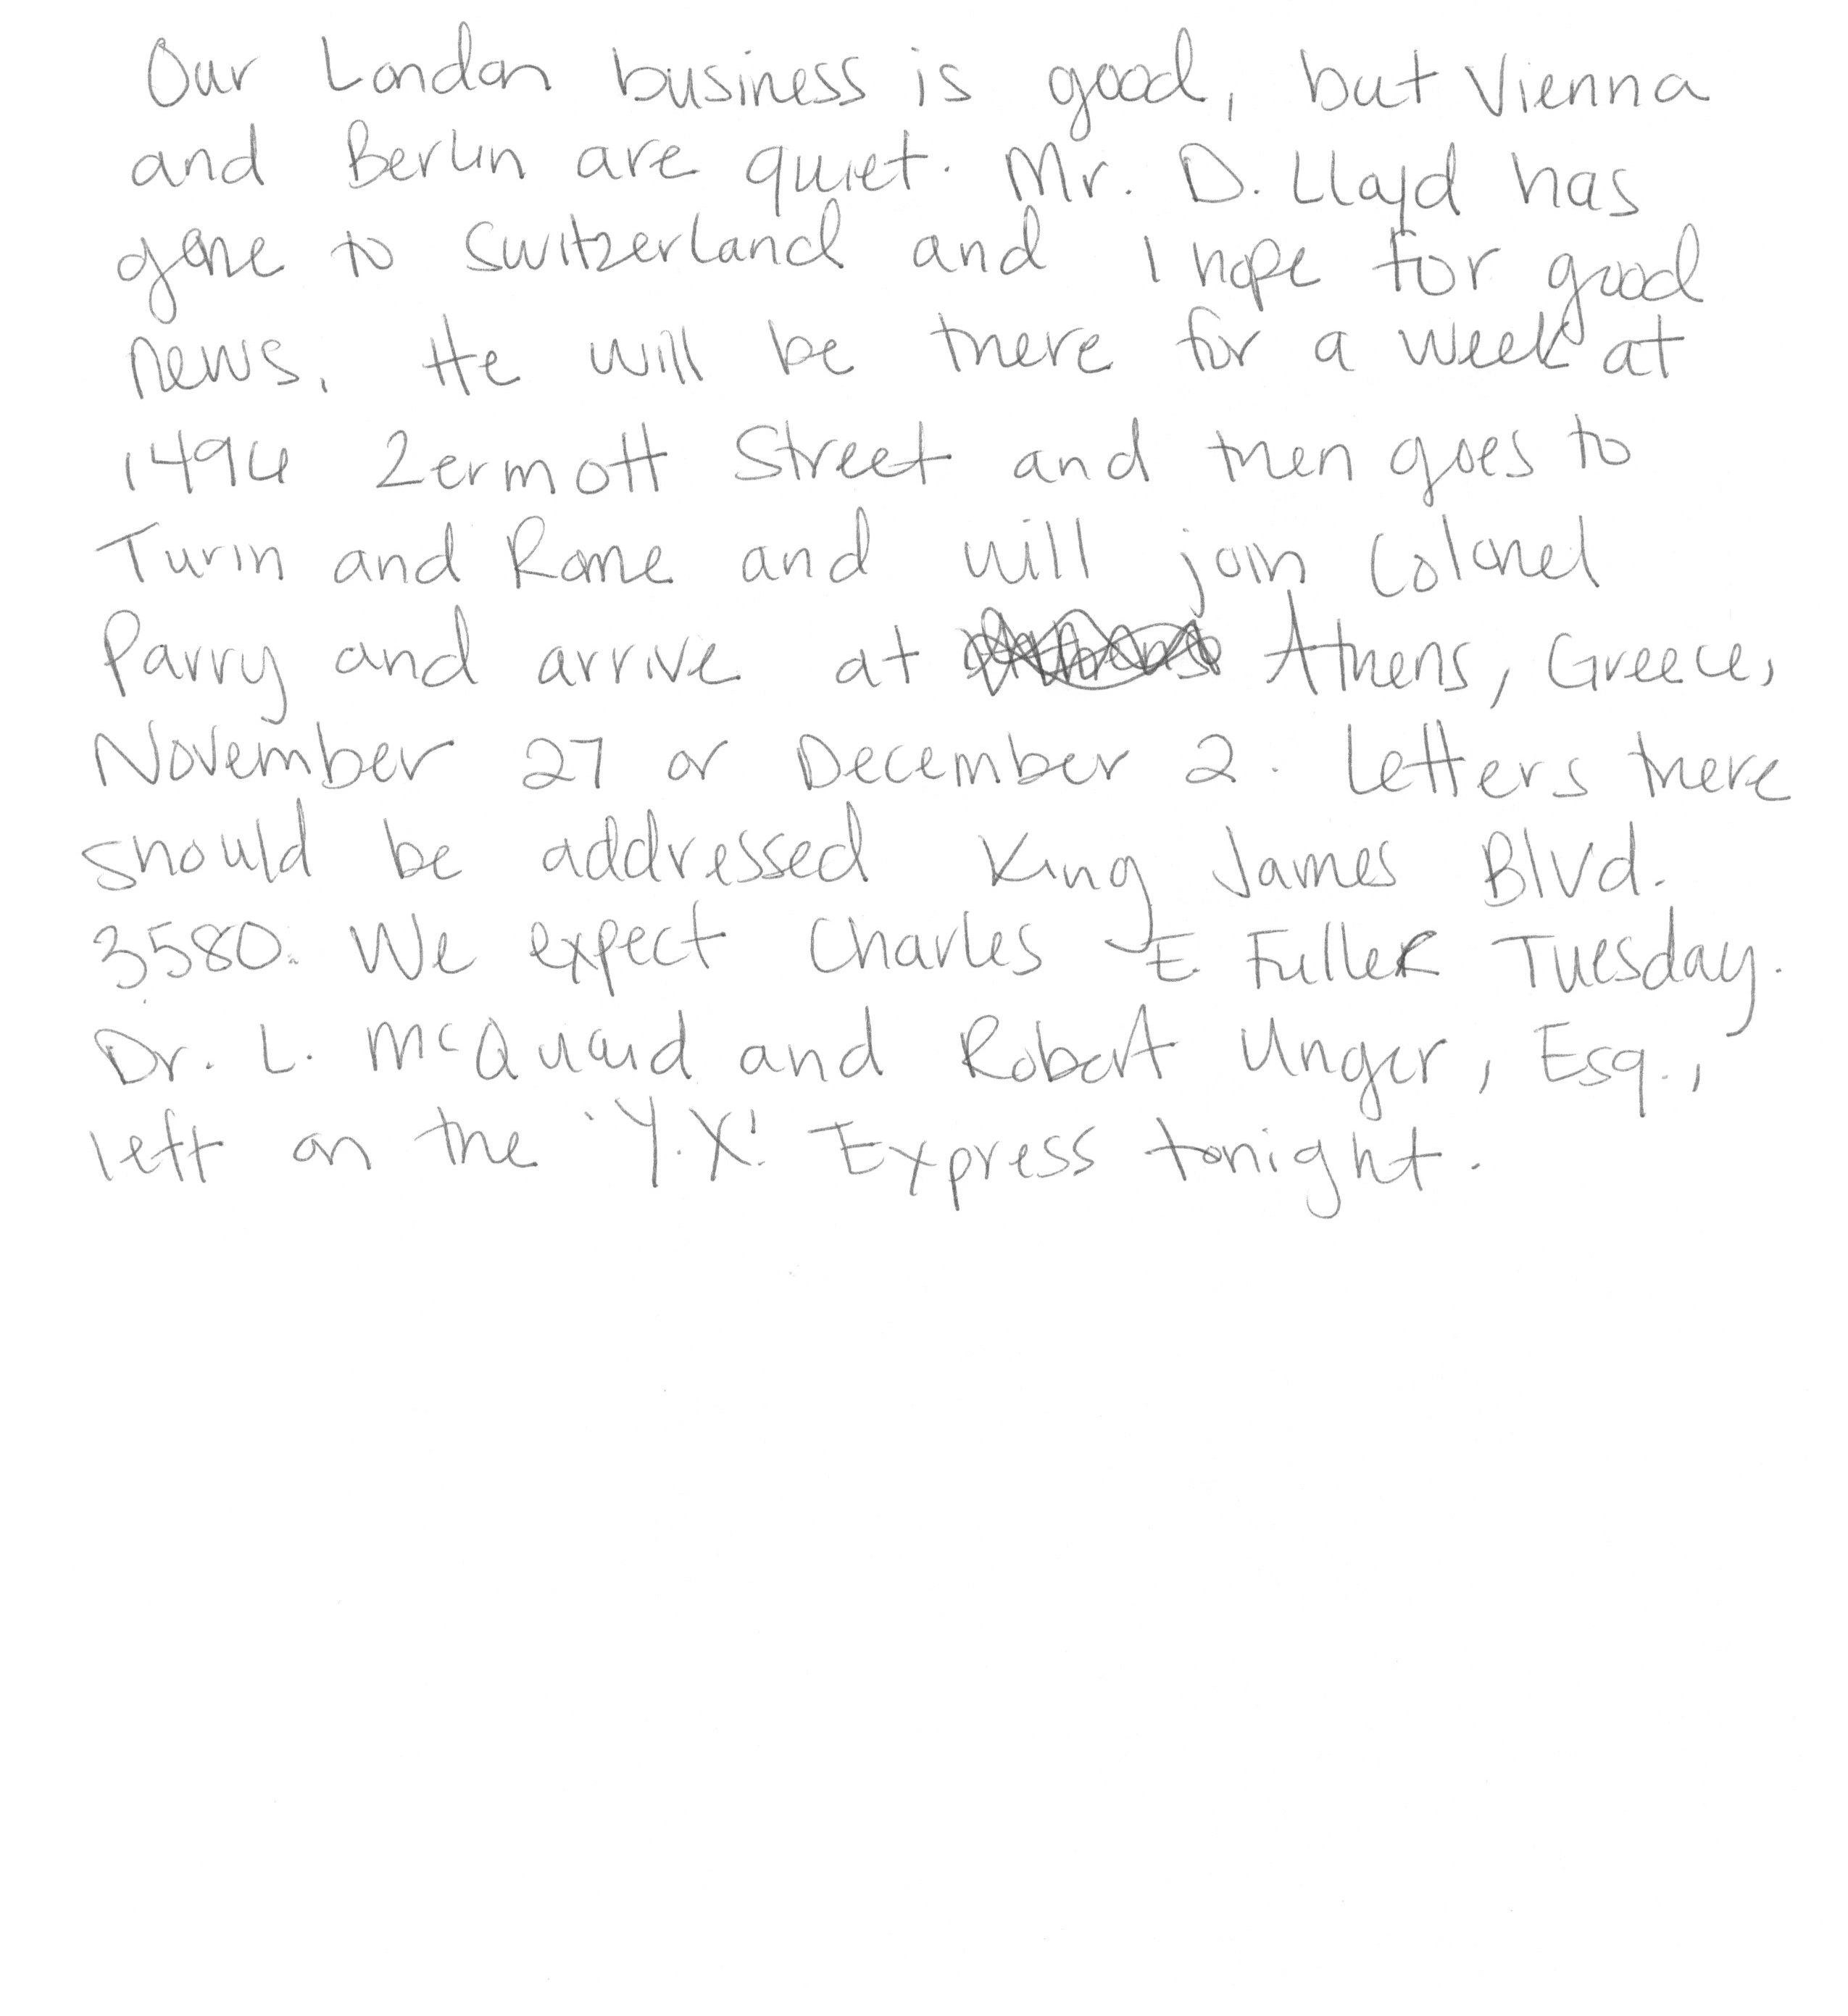 Our London business is good, but Vienna
and Berlin are quiet. Mr. D. Lloyd has
gone to Switzerland and I hope for good
news. He will be there for a week at
1496 Zermott Street and then goes to
Turin and Rome and will join Colonel
Parry and arrive at Athens, Greece,
November 27 or December 2. Letters there
should be addressed King James Blvd.
3580. We expect Charles E. Fuller Tuesday.
Dr. L. McQuaid and Robert Unger, Esq.,
left on the 'Y.X.' Express tonight.